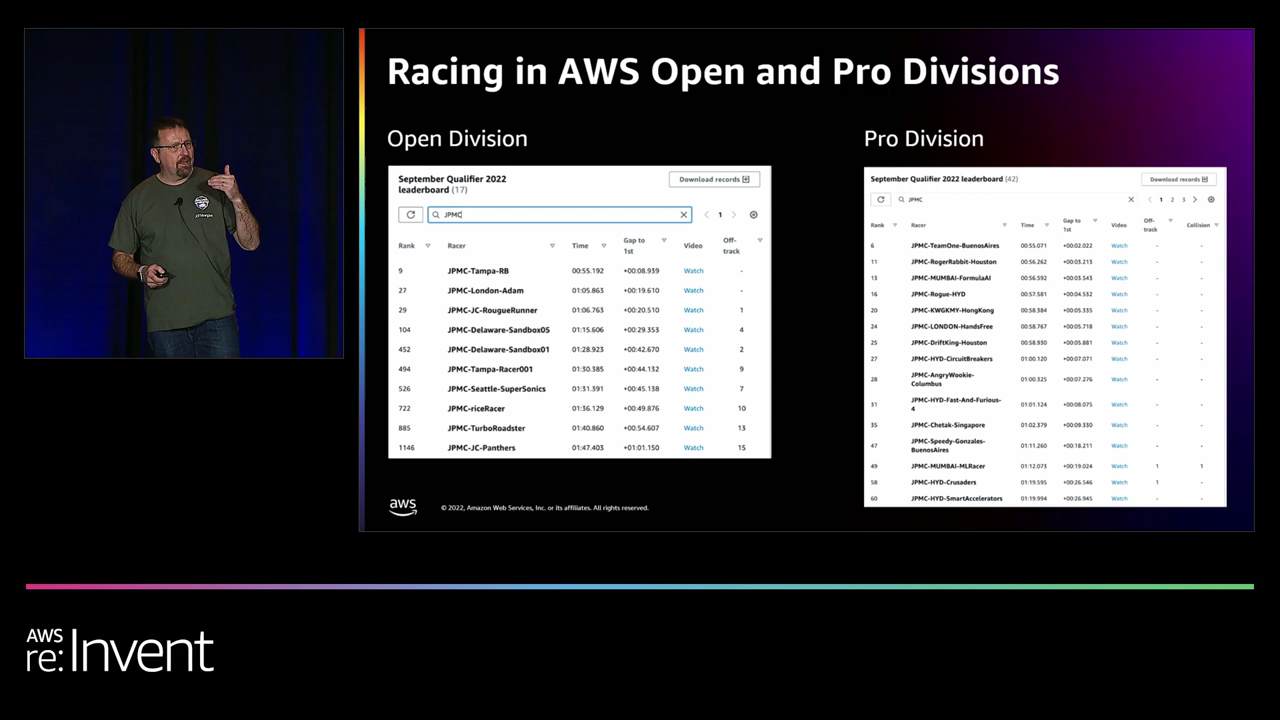 Racing in AWS Open and Pro Divisions
Open Division
September Qualifier 2022
leaderboard (17)
Download records
JPMC
1
Rank Racer Time Gap to 1st Video Off-track
9 JPMC-Tampa-RB 00:55.192 +00:08.939 Watch -
27 JPMC-London-Adam 01:05.863 +00:19.610 Watch -
29 JPMC-JC-RougueRunner 01:06.763 +00:20.510 Watch 1
104 JPMC-Delaware-Sandbox05 01:15.606 +00:29.353 Watch 4
452 JPMC-Delaware-Sandbox01 01:28.923 +00:42.670 Watch 2
494 JPMC-Tampa-Racer001 01:30.385 +00:44.132 Watch 9
526 JPMC-Seattle-SuperSonics 01:31.391 +00:45.138 Watch 7
722 JPMC-riceRacer 01:36.129 +00:49.876 Watch 10
885 JPMC-TurboRoadster 01:40.860 +00:54.607 Watch 13
1146 JPMC-JC-Panthers 01:47.403 +01:01.150 Watch 15
Pro Division
September Qualifier 2022 leaderboard (42)
Download records
JPMC
1 2 3
Rank Racer Time Gap to 1st Video Off-track Collision
6 JPMC-TeamOne-BuenosAires 00:55.071 +00:02.022 Watch - -
11 JPMC-RogerRabbit-Houston 00:56.262 +00:03.213 Watch - -
13 JPMC-MUMBAI-FormulaAI 00:56.592 +00:03.543 Watch - -
16 JPMC-Rogue-HYD 00:57.581 +00:04.532 Watch - -
20 JPMC-KWGKMY-HongKong 00:58.384 +00:05.335 Watch - -
24 JPMC-LONDON-HandsFree 00:58.767 +00:05.718 Watch - -
25 JPMC-DriftKing-Houston 00:58.930 +00:05.881 Watch - -
27 JPMC-HYD-CircuitBreakers 01:00.120 +00:07.071 Watch - -
28 JPMC-AngryWookie-Columbus 01:00.325 +00:07.276 Watch - -
31 JPMC-HYD-Fast-And-Furious-4 01:01.124 +00:08.075 Watch - -
35 JPMC-Chetak-Singapore 01:02.379 +00:09.330 Watch - -
47 JPMC-Speedy-Gonzales-BuenosAires 01:11.260 +00:18.211 Watch - -
49 JPMC-MUMBAI-MLRacer 01:12.073 +00:19.024 Watch 1 1
58 JPMC-HYD-Crusaders 01:19.595 +00:26.546 Watch 1 -
60 JPMC-HYD-SmartAccelerators 01:19.994 +00:26.945 Watch - -
aws
© 2022, Amazon Web Services, Inc. or its affiliates. All rights reserved.
AWS
re:Invent